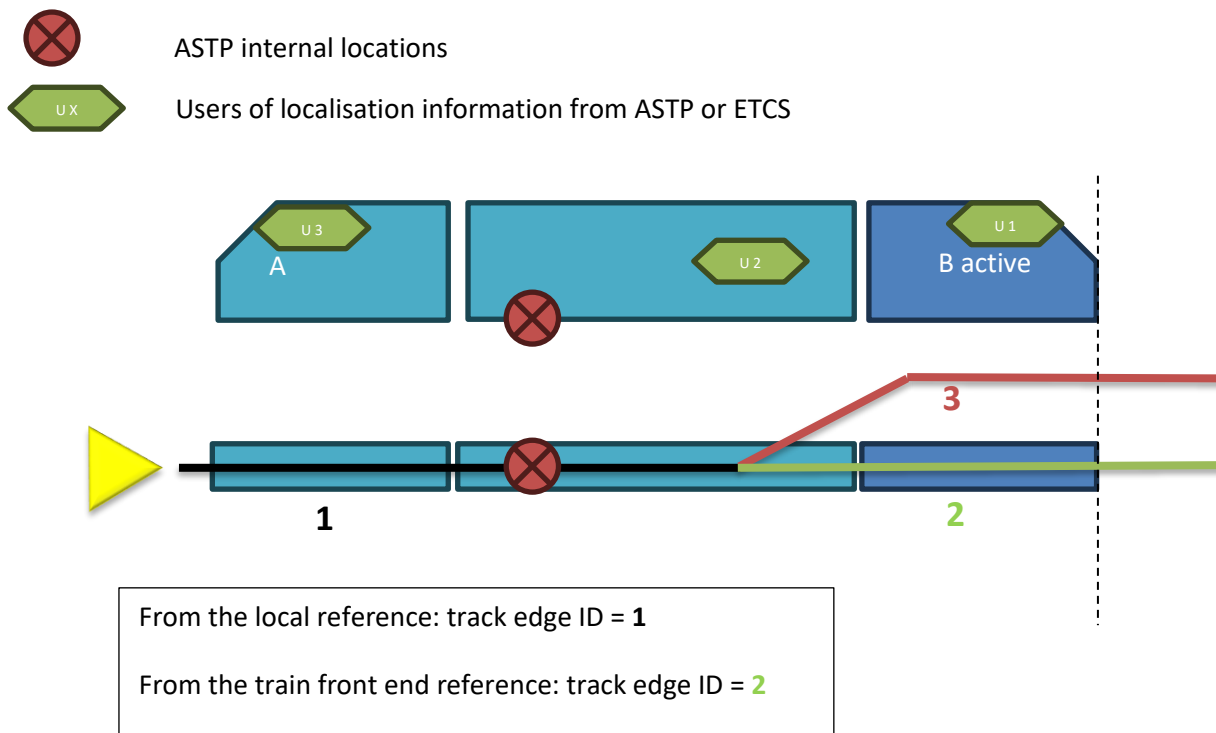 ASTP internal locations
U X
Users of localisation information from ASTP or ETCS
U 3
U 1
A
U 2
B active
3
1
2
From the local reference: track edge ID = 1
From the train front end reference: track edge ID = 2